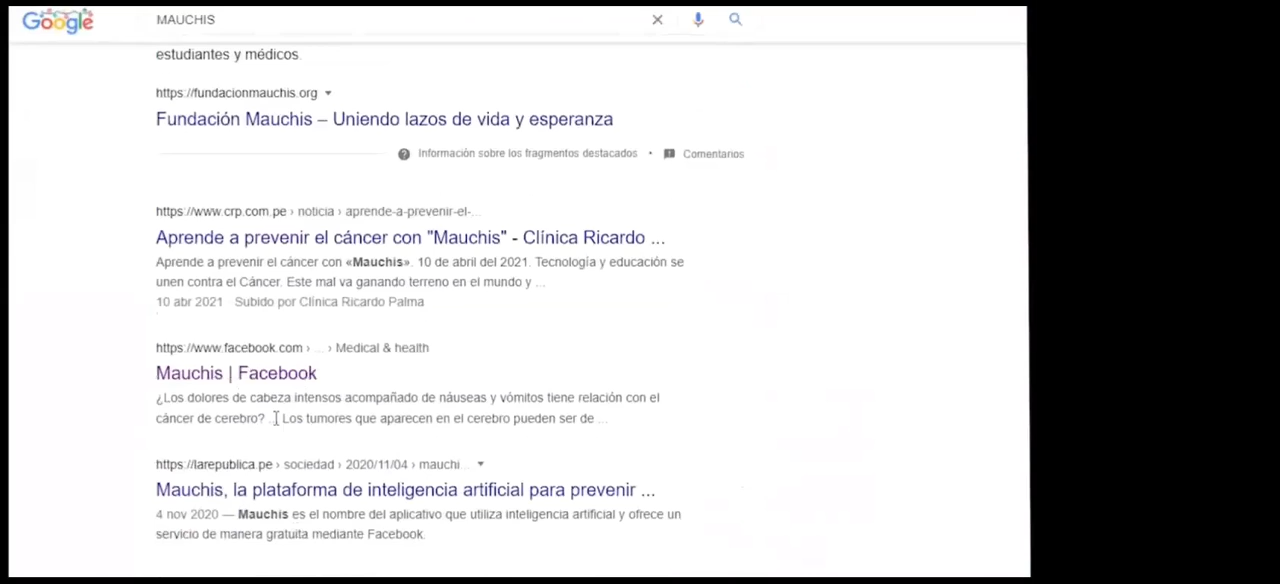 Google MAUCHIS
estudiantes y médicos.
https://fundacionmauchis.org
Fundación Mauchis – Uniendo lazos de vida y esperanza
Información sobre los fragmentos destacados • Comentarios
https://www.crp.com.pe › noticia › aprende-a-prevenir-el-...
Aprende a prevenir el cáncer con "Mauchis" - Clínica Ricardo ...
Aprende a prevenir el cáncer con «Mauchis». 10 de abril del 2021. Tecnología y educación se
unen contra el Cáncer. Este mal va ganando terreno en el mundo y ...
10 abr 2021 · Subido por Clínica Ricardo Palma
https://www.facebook.com › ... › Medical & health
Mauchis | Facebook
¿Los dolores de cabeza intensos acompañado de náuseas y vómitos tiene relación con el
cáncer de cerebro? ... Los tumores que aparecen en el cerebro pueden ser de ...
https://larepublica.pe › sociedad › 2020/11/04 › mauchi...
Mauchis, la plataforma de inteligencia artificial para prevenir ...
4 nov 2020 — Mauchis es el nombre del aplicativo que utiliza inteligencia artificial y ofrece un
servicio de manera gratuita mediante Facebook.